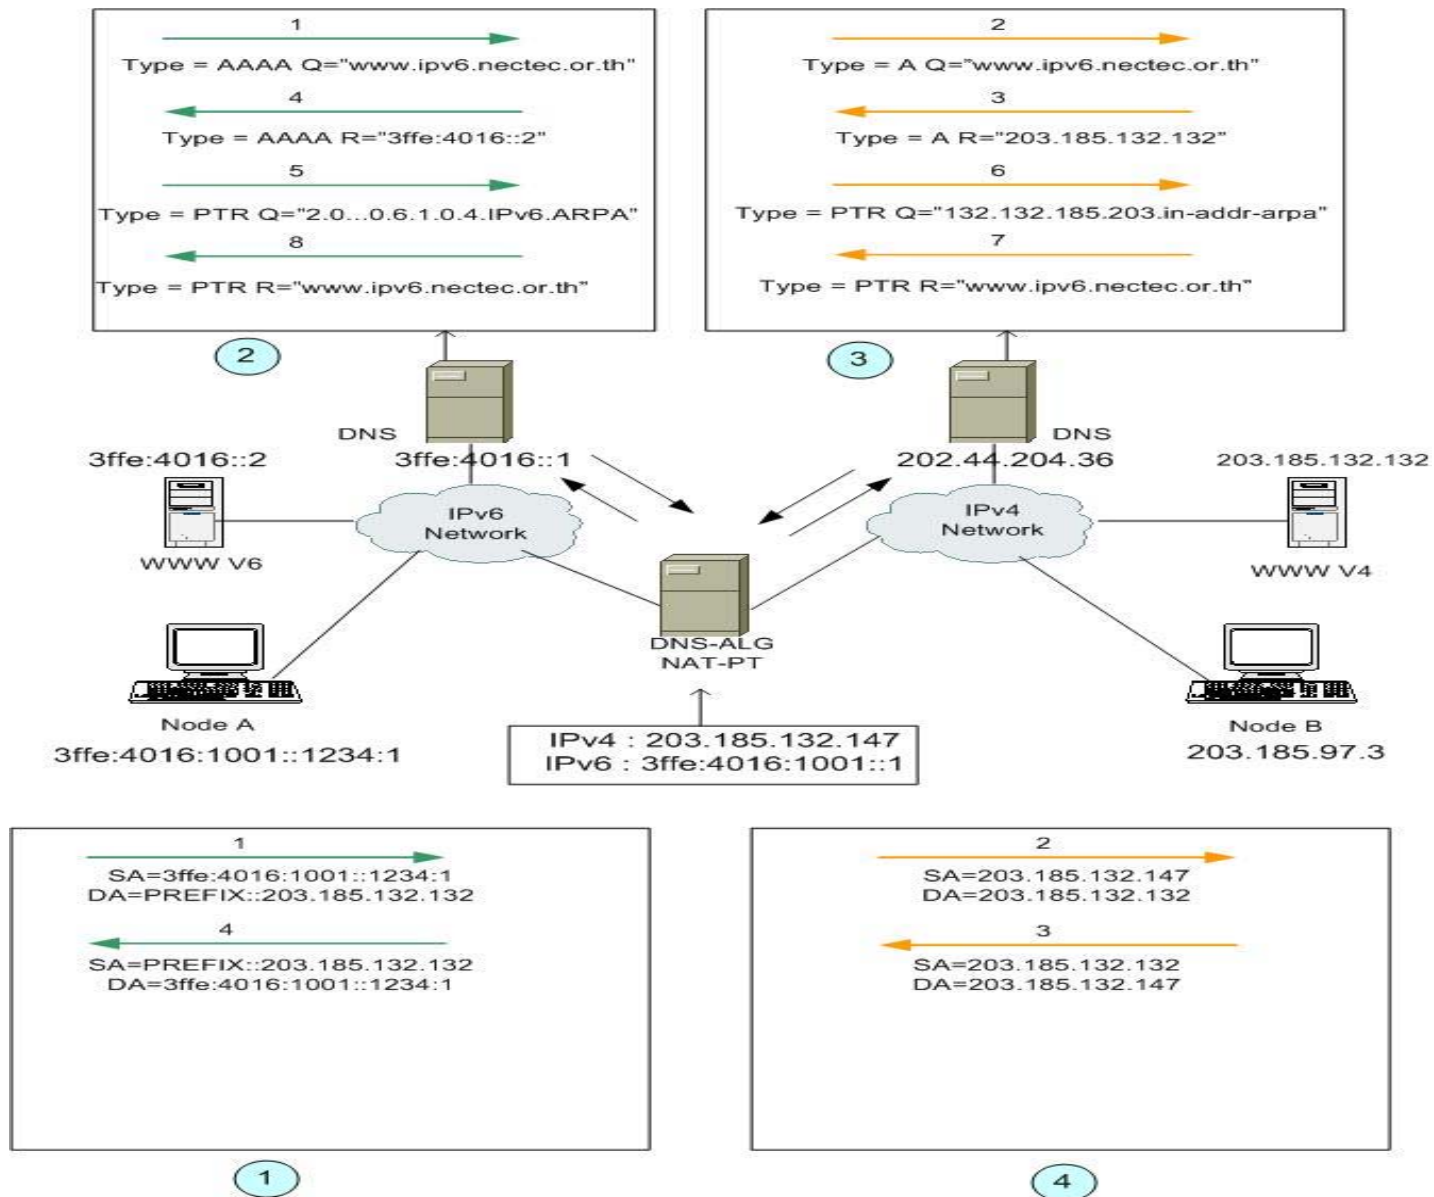 1
Type = AAAA Q="www.ipv6.nectec.or.th"
4
Type = AAAA R="3ffe:4016::2"
5
Type = PTR Q="2.0...0.6.1.0.4.IPv6.ARPA"
8
Type = PTR R="www.ipv6.nectec.or.th"
2
2
Type = A Q="www.ipv6.nectec.or.th"
3
Type = A R="203.185.132.132"
6
Type = PTR Q="132.132.185.203.in-addr-arpa"
7
Type = PTR R="www.ipv6.nectec.or.th"
3
DNS
3ffe:4016::1
DNS
202.44.204.36
3ffe:4016::2
WWW V6
IPv6
Network
IPv4
Network
203.185.132.132
WWW V4
DNS-ALG
NAT-PT
Node A
3ffe:4016:1001::1234:1
IPv4 : 203.185.132.147
IPv6 : 3ffe:4016:1001::1
Node B
203.185.97.3
1
SA=3ffe:4016:1001::1234:1
DA=PREFIX::203.185.132.132
4
SA=PREFIX::203.185.132.132
DA=3ffe:4016:1001::1234:1
1
2
SA=203.185.132.147
DA=203.185.132.132
3
SA=203.185.132.132
DA=203.185.132.147
4